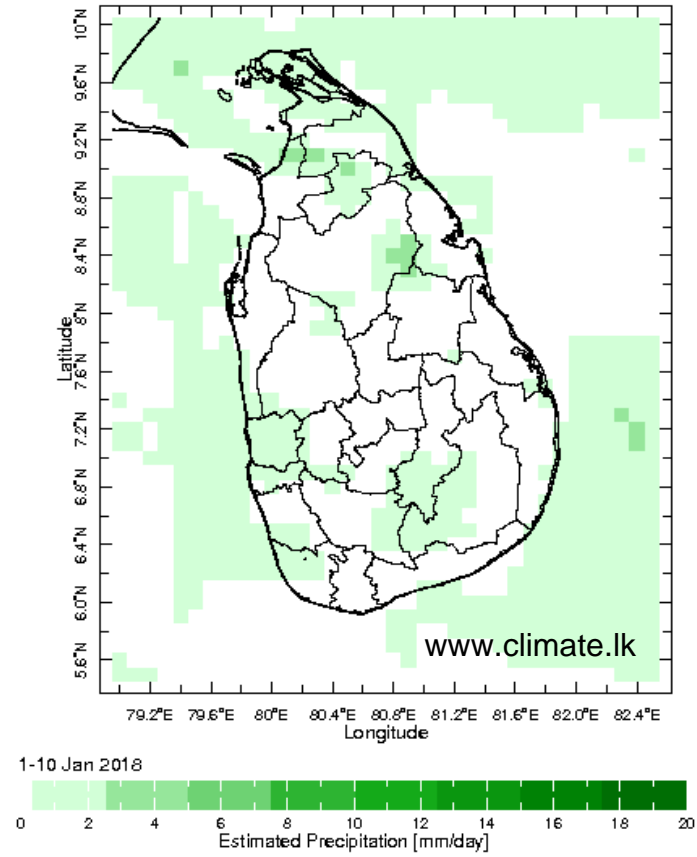 10°N
9.6°N
9.2°N
8.8°N
8.4°N
8°N
7.6°N
7.2°N
6.8°N
6.4°N
6.0°N
5.6°N
Latitude
www.climate.lk
79.2°E 79.6°E 80°E 80.4°E 80.8°E 81.2°E 81.6°E 82.0°E 82.4°E
Longitude
1-10 Jan 2018
0 2 4 6 8 10 12 14 16 18 20
Estimated Precipitation [mm/day]